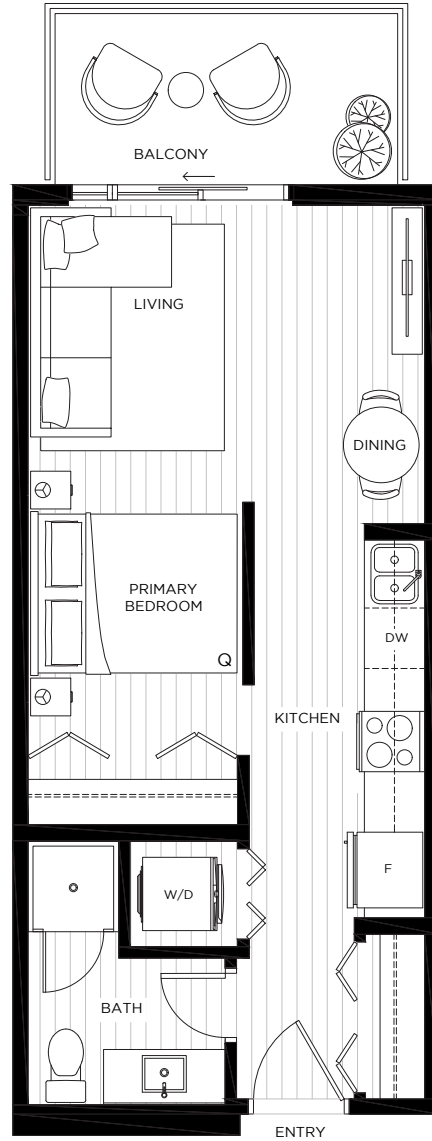 BALCONY
LIVING
DINING
PRIMARY
BEDROOM
Q
DW
KITCHEN
F
W/D
BATH
ENTRY